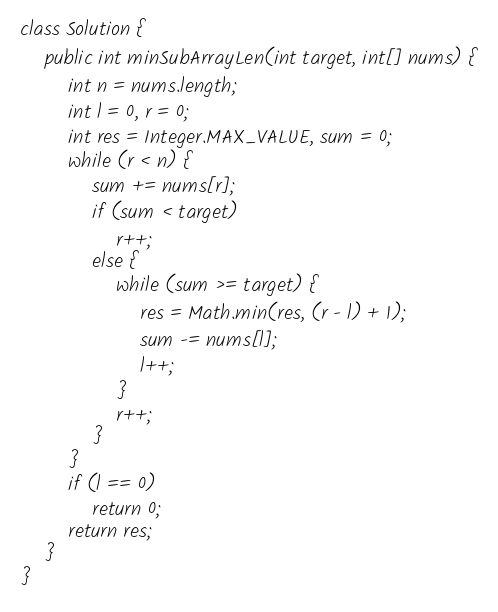 class Solution {
    public int minSubArrayLen(int target, int[] nums) {
        int n = nums.length;
        int l = 0, r = 0;
        int res = Integer.MAX_VALUE, sum = 0;
        while (r < n) {
            sum += nums[r];
            if (sum < target)
                r++;
            else {
                while (sum >= target) {
                    res = Math.min(res, (r - l) + 1);
                    sum -= nums[l];
                    l++;
                }
                r++;
            }
        }
        if (l == 0)
            return 0;
        return res;
    }
}